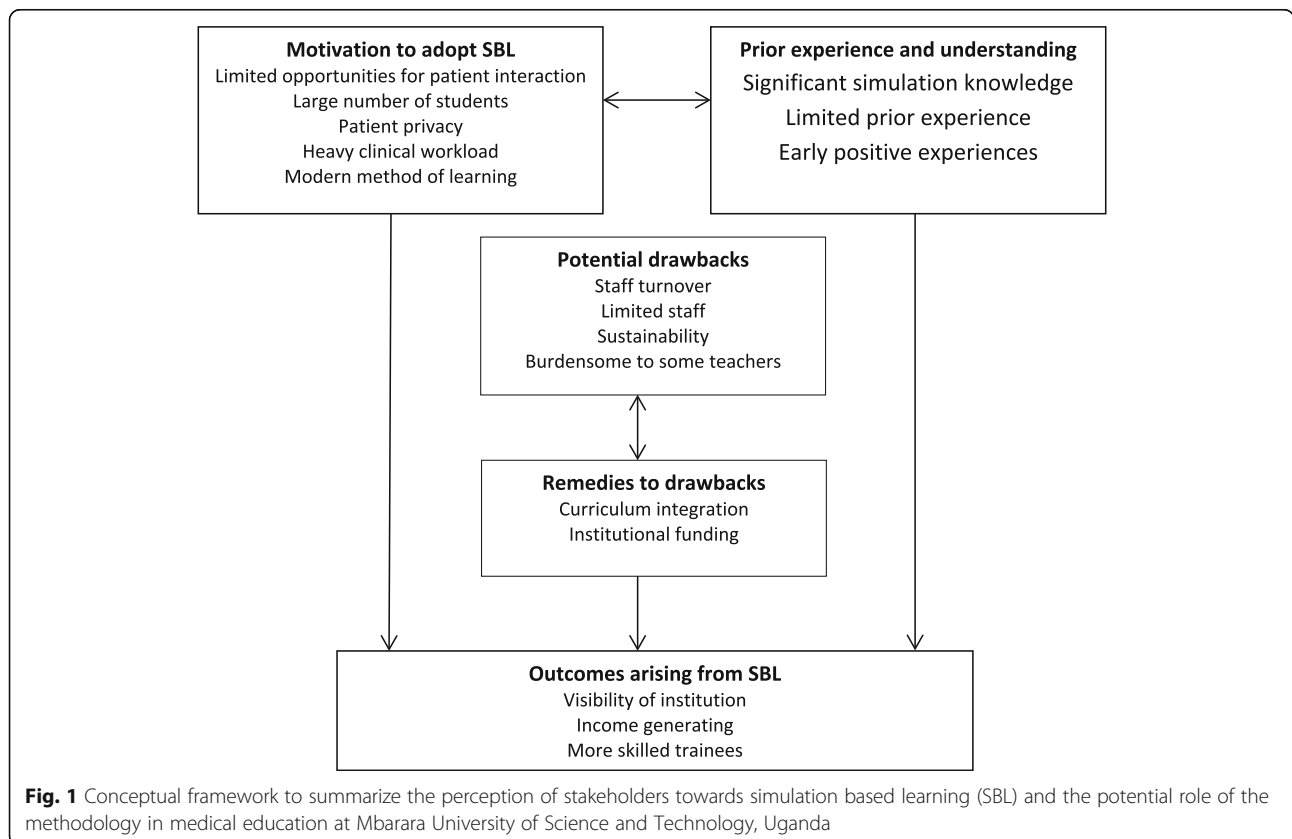 Motivation to adopt SBL
Limited opportunities for patient interaction
Large number of students
Patient privacy
Heavy clinical workload
Modern method of learning
Prior experience and understanding
Significant simulation knowledge
Limited prior experience
Early positive experiences
Potential drawbacks
Staff turnover
Limited staff
Sustainability
Burdensome to some teachers
Remedies to drawbacks
Curriculum integration
Institutional funding
Outcomes arising from SBL
Visibility of institution
Income generating
More skilled trainees
Fig. 1 Conceptual framework to summarize the perception of stakeholders towards simulation based learning (SBL) and the potential role of the
methodology in medical education at Mbarara University of Science and Technology, Uganda